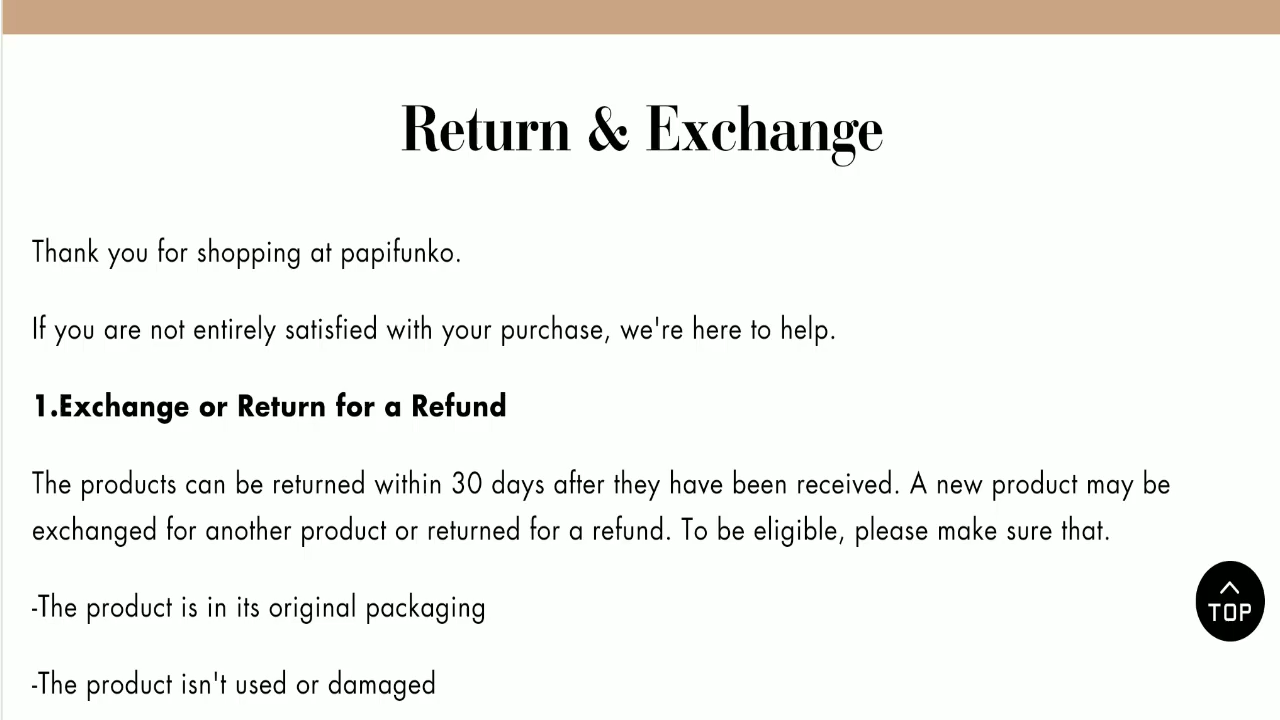 Return & Exchange
Thank you for shopping at papifunko.
If you are not entirely satisfied with your purchase, we're here to help.
1.Exchange or Return for a Refund
The products can be returned within 30 days after they have been received. A new product may be
exchanged for another product or returned for a refund. To be eligible, please make sure that.
-The product is in its original packaging
TOP
-The product isn't used or damaged